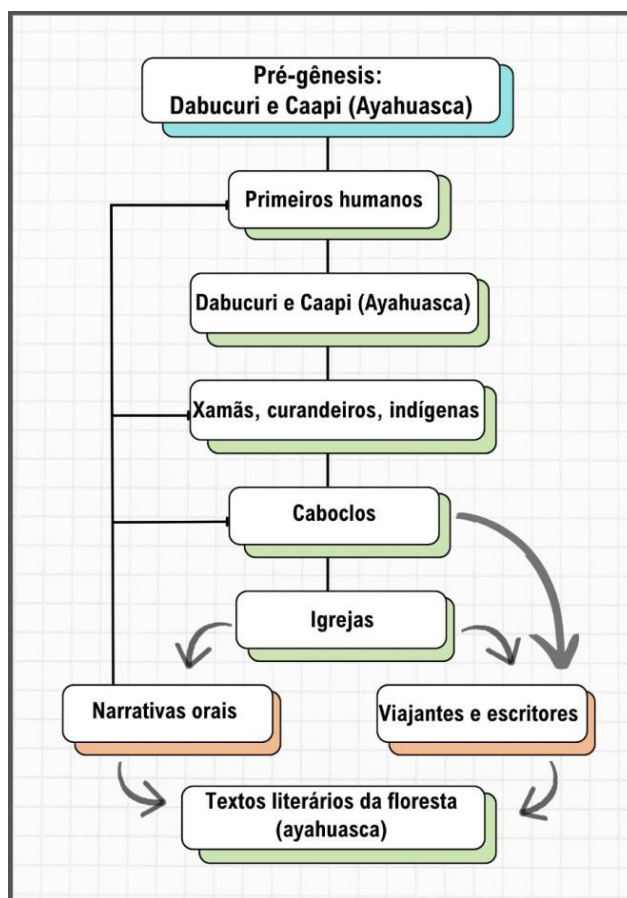 Pré-gênesis:
Dabucuri e Caapi (Ayahuasca)
Primeiros humanos
Dabucuri e Caapi (Ayahuasca)
Xamãs, curandeiros, indígenas
Caboclos
Igrejas
Narrativas orais
Viajantes e escritores
Textos literários da floresta
(ayahuasca)